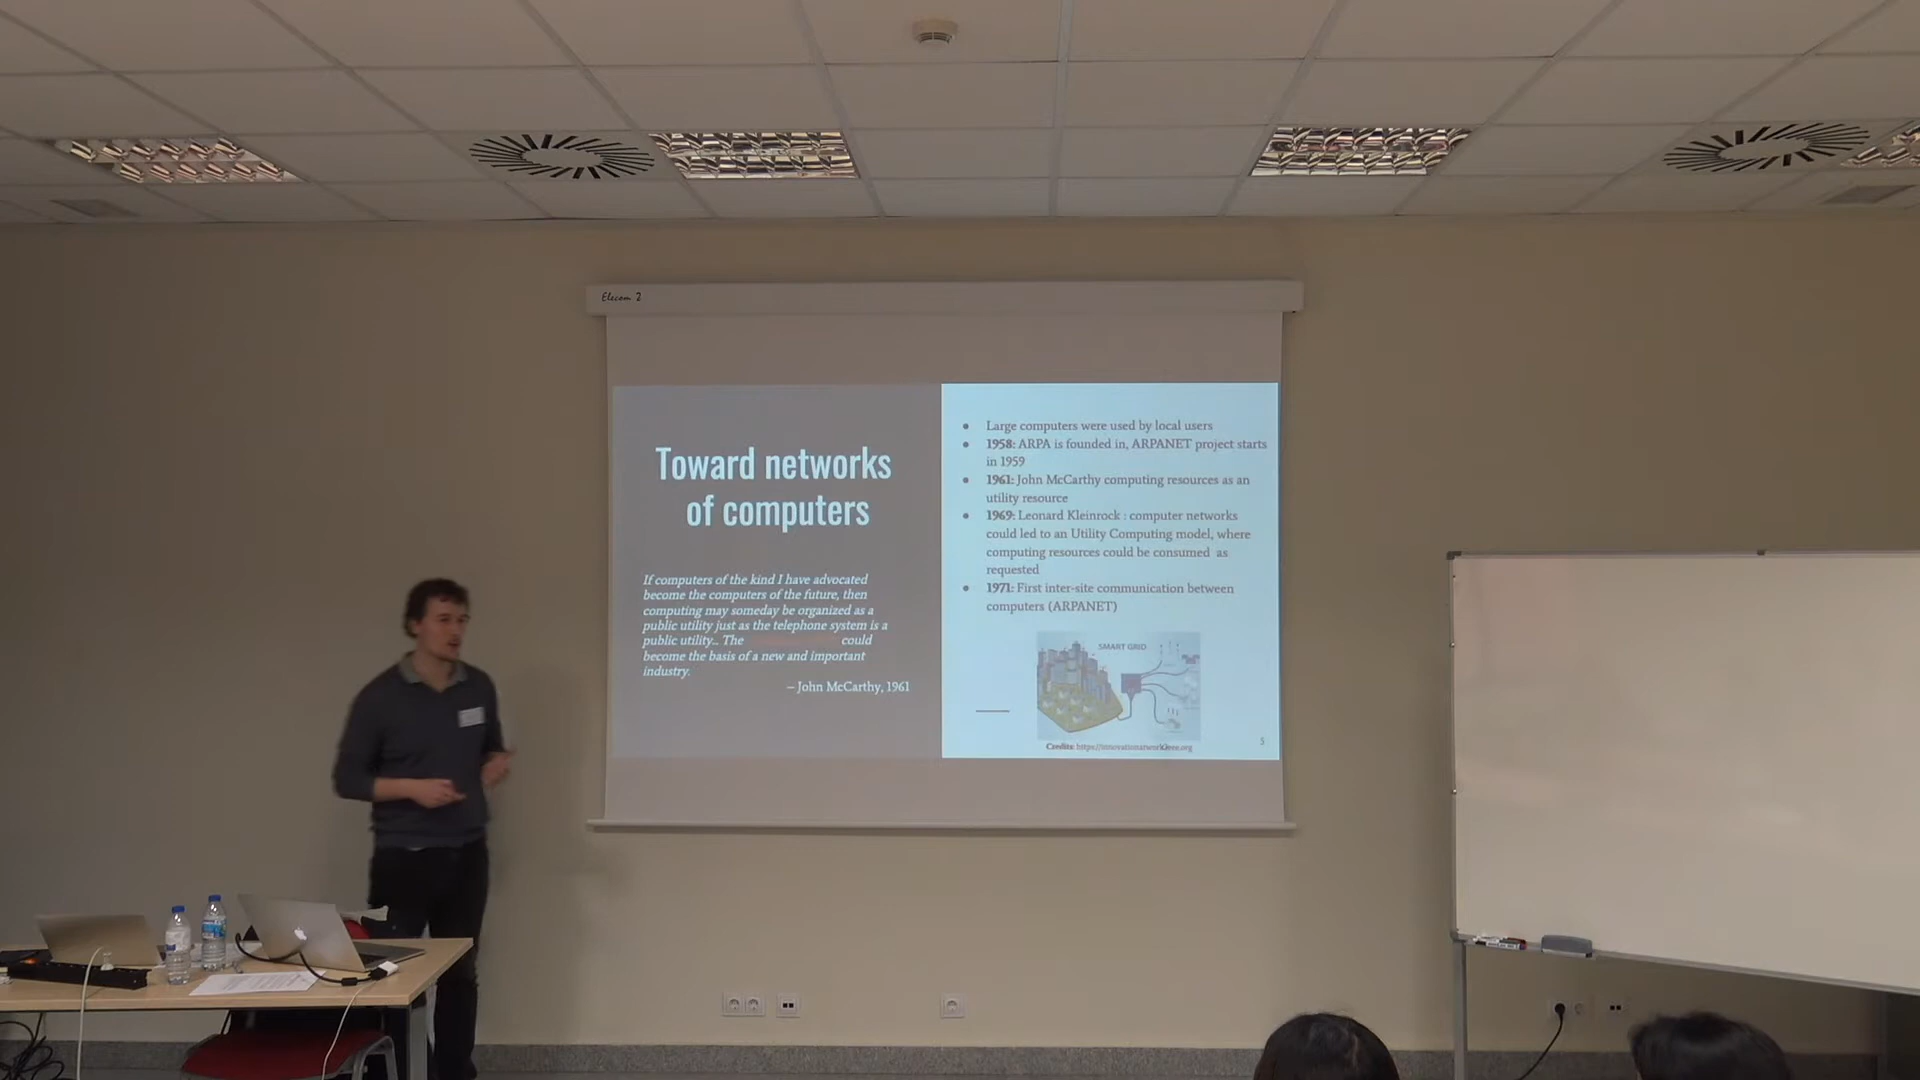 Elecom 2
Toward networks
of computers
If computers of the kind I have advocated
become the computers of the future, then
computing may someday be organized as a
public utility just as the telephone system is a
public utility... The could
become the basis of a new and important
industry.
– John McCarthy, 1961
● Large computers were used by local users
● 1958: ARPA is founded in, ARPANET project starts
in 1959
● 1961: John McCarthy computing resources as an
utility resource
● 1969: Leonard Kleinrock : computer networks
could led to an Utility Computing model, where
computing resources could be consumed as
requested
● 1971: First inter-site communication between
computers (ARPANET)
SMART GRID
Credits:
5